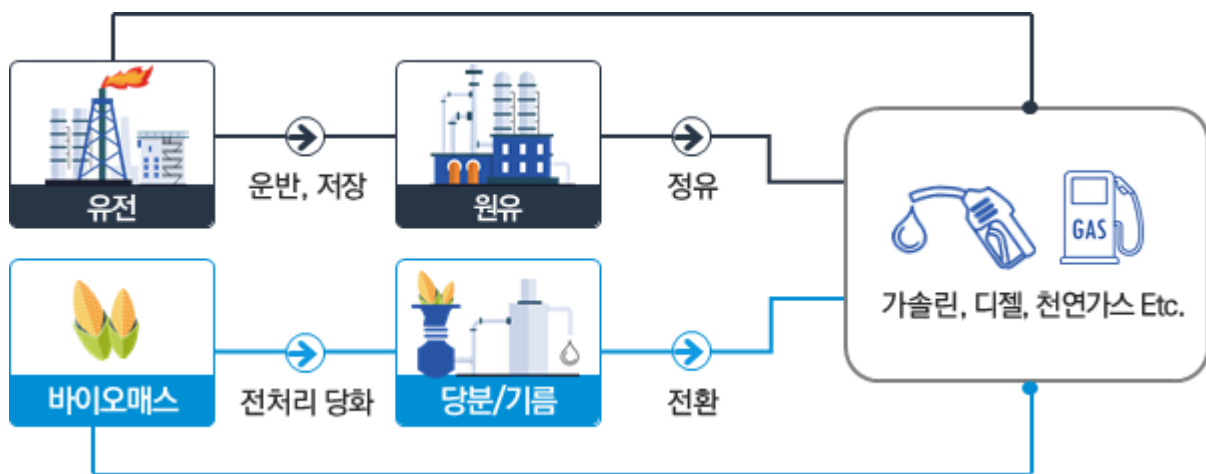 유전
운반, 저장
원유
정유
GAS
가솔린, 디젤, 천연가스 Etc.
바이오매스
전처리 당화
당분/기름
전환